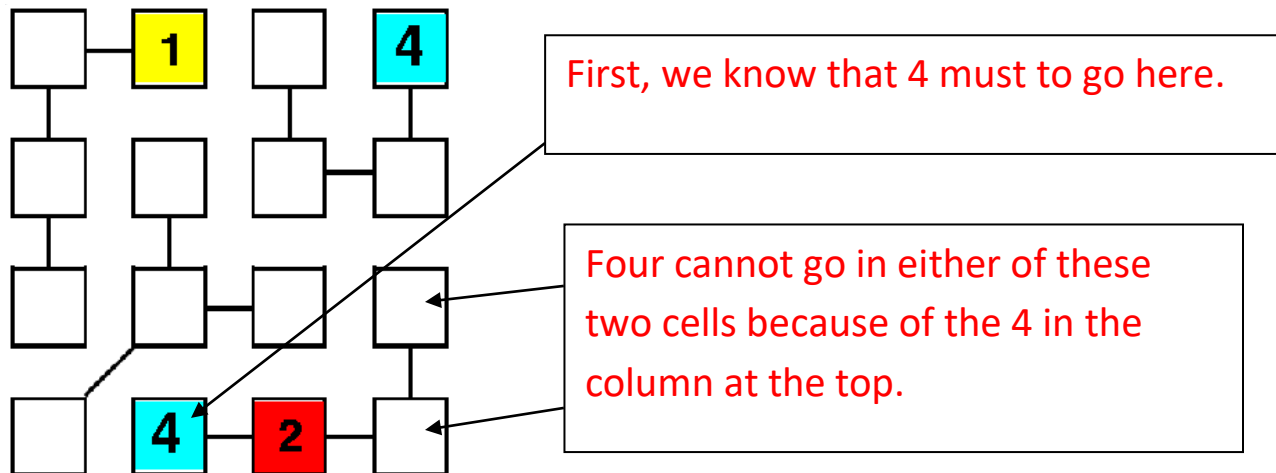 1 4
First, we know that 4 must to go here.
Four cannot go in either of these
two cells because of the 4 in the
column at the top.
4 2